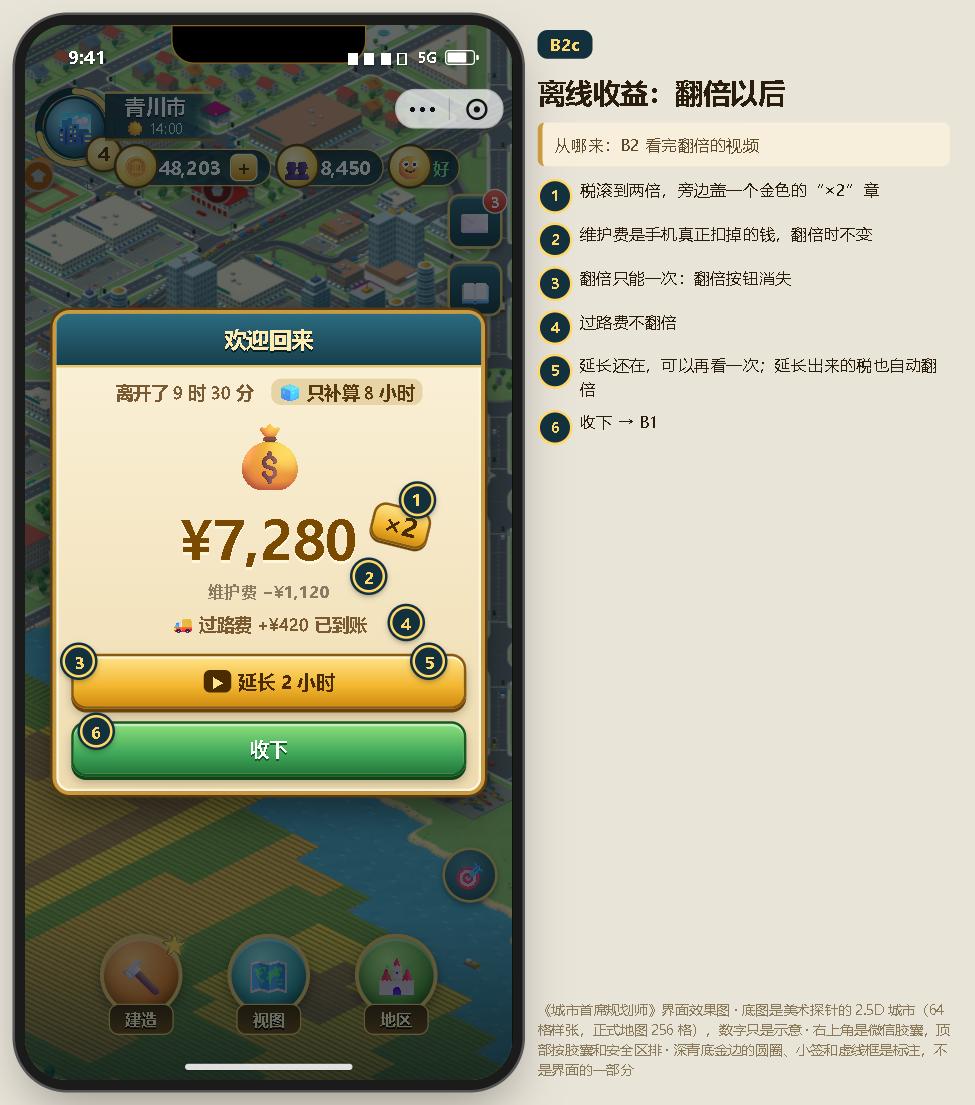 9:41
5G
青川市
14:00
4
48,203
+
8,450
好
3
欢迎回来
离开了 9 时 30 分
只补算 8 小时
$
1
¥7,280
×2
2
维护费 −¥1,120
过路费 +¥420 已到账
4
3
5
延长 2 小时
6
收下
建造
视图
地区
B2c
离线收益：翻倍以后
从哪来：B2 看完翻倍的视频
1 税滚到两倍，旁边盖一个金色的“×2”章
2 维护费是手机真正扣掉的钱，翻倍时不变
3 翻倍只能一次：翻倍按钮消失
4 过路费不翻倍
5 延长还在，可以再看一次；延长出来的税也自动翻
倍
6 收下 → B1
《城市首席规划师》界面效果图 · 底图是美术探针的 2.5D 城市（64
格样张，正式地图 256 格），数字只是示意 · 右上角是微信胶囊，顶
部按胶囊和安全区排 · 深青底金边的圆圈、小签和虚线框是标注，不
是界面的一部分